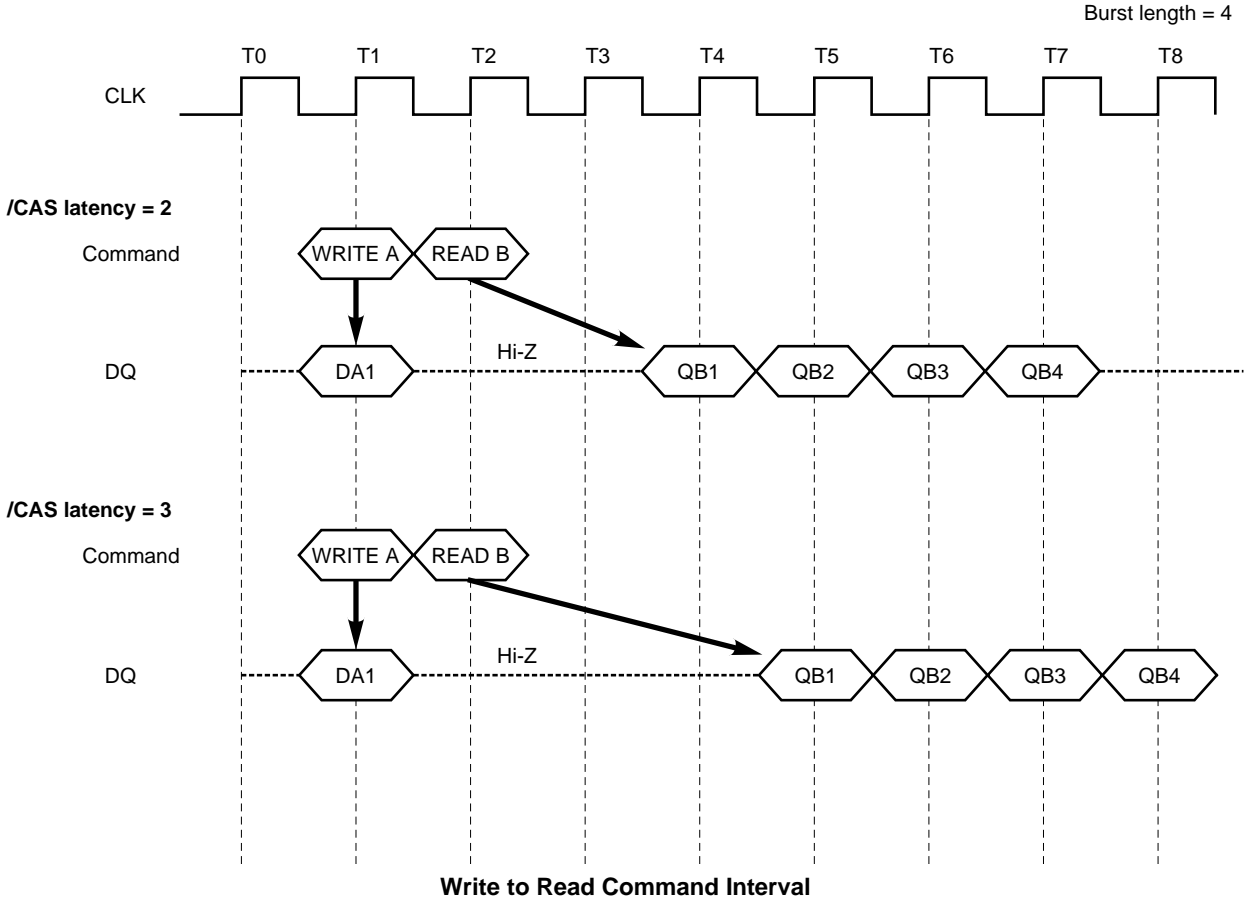 Burst length = 4
T0 T1 T2 T3 T4 T5 T6 T7 T8
CLK
/CAS latency = 2
Command WRITE A READ B
Hi-Z
DQ DA1 QB1 QB2 QB3 QB4
/CAS latency = 3
Command WRITE A READ B
Hi-Z
DQ DA1 QB1 QB2 QB3 QB4
Write to Read Command Interval